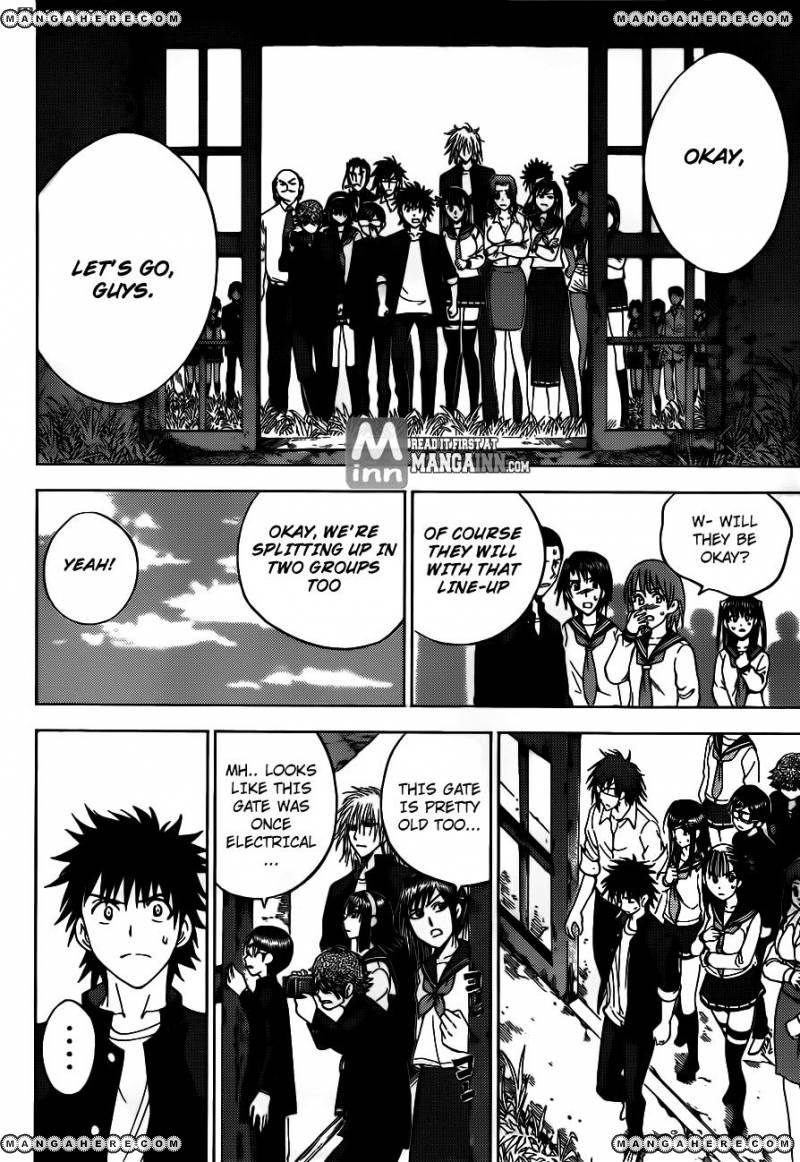 MANGAHERE.COM
MANGAHERE.COM
OKAY,
LET'S GO,
GUYS.
M
inn
READ IT FIRST AT
MANGAINN.COM
W- WILL
THEY BE
OKAY?
OF COURSE
THEY WILL
WITH THAT
LINE-UP
OKAY, WE'RE
SPLITTING UP IN
TWO GROUPS
TOO
YEAH!
THIS GATE
IS PRETTY
OLD TOO...
MH.. LOOKS
LIKE THIS
GATE WAS
ONCE
ELECTRICAL
...
....
MANGAHERE.COM
MANGAHERE.COM